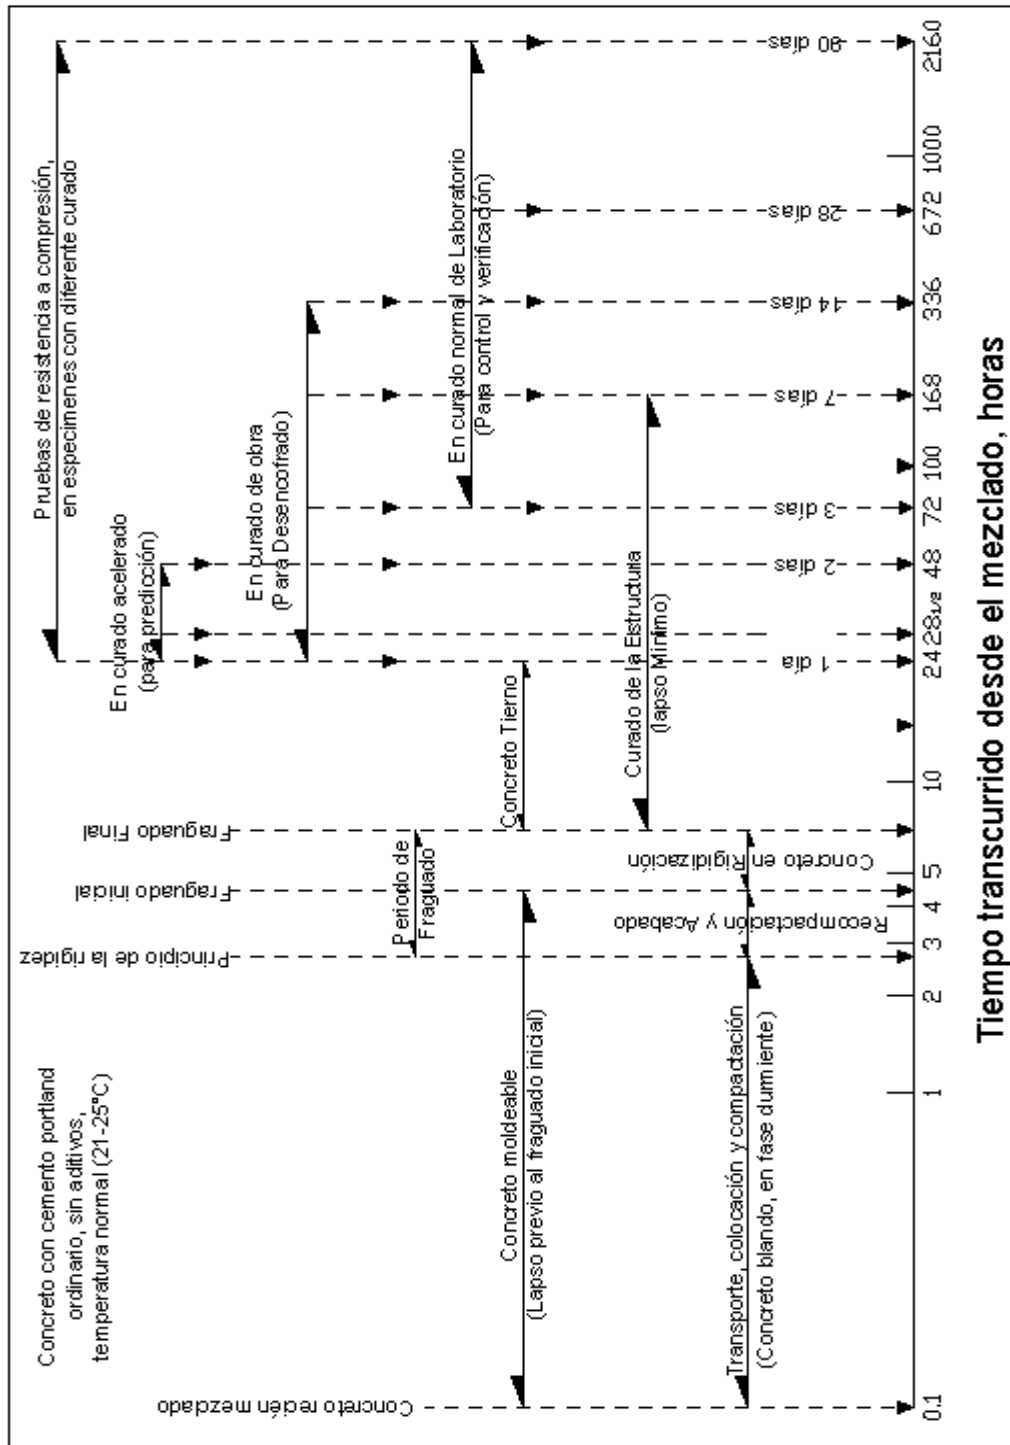 Concreto con cemento portland
ordinario, sin aditivos,
temperatura normal (21-25°C)
Pruebas de resistencia a compresión,
en especimenes con diferente curado
En curado acelerado
(para predicción)
En curado de obra
(Para Desencofrado)
En curado normal de Laboratorio
(Para control y verificación)
Principio de la rigidez
Fraguado inicial
Fraguado Final
Periodo de
Fraguado
Concreto recién mezclado
Concreto moldeable
(Lapso previo al fraguado inicial)
Concreto Tierno
Curado de la Estructura
(lapso Mínimo)
Transporte, colocación y compactación
(Concreto blando, en fase durmiente)
Recompactación y Acabado
Concreto en Rigidización
1 día
2 días
3 días
7 días
14 días
28 días
90 días
0.1 1 2 3 4 5 10 24 28½ 48 72 100 168 336 672 1000 2160
Tiempo transcurrido desde el mezclado, horas